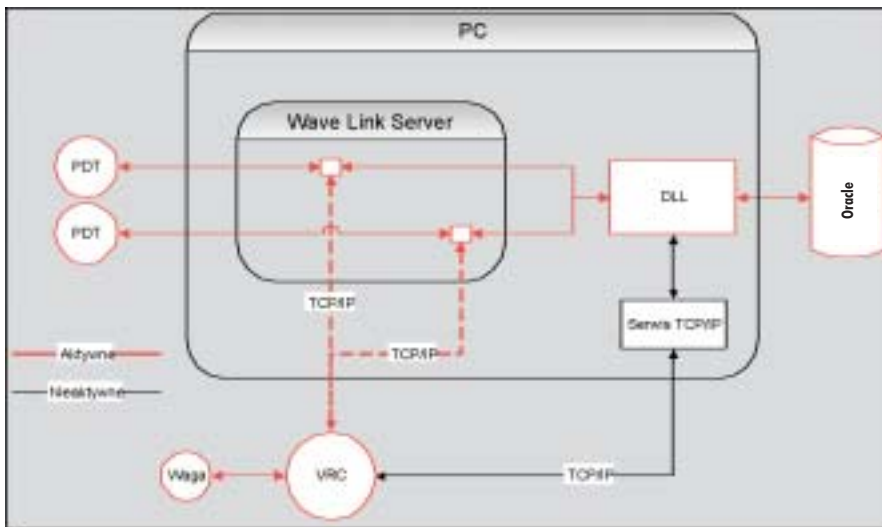 PC
Wave Link Server
PDT
PDT
DLL
Oracle
TCP/IP
TCP/IP
Serwis TCP/IP
Aktywne
Nieaktywne
Waga
VRC
TCP/IP